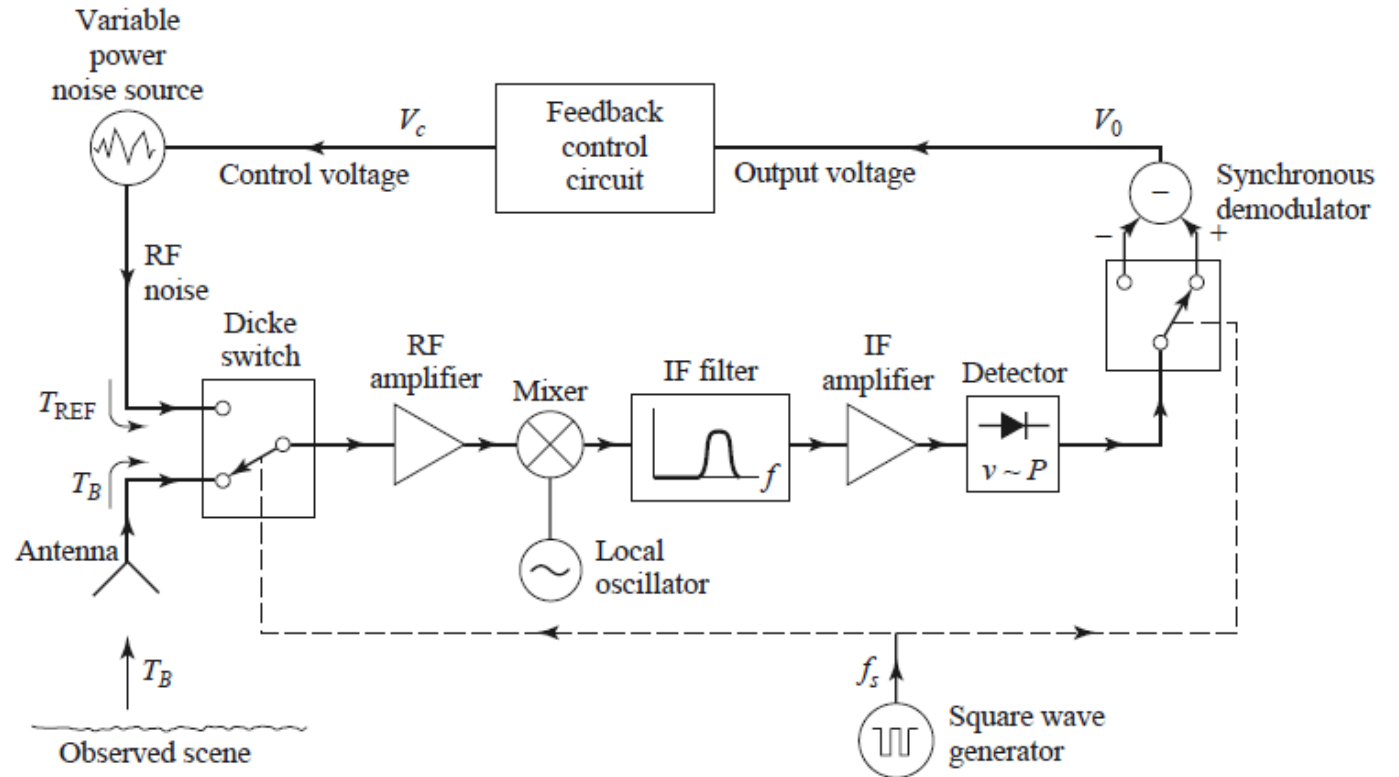 Variable
power
noise source
V_c
Control voltage
Feedback
control
circuit
V_0
Output voltage
Synchronous
demodulator
−
−
+
RF
noise
Dicke
switch
T_REF
T_B
Antenna
RF
amplifier
Mixer
IF filter
f
IF
amplifier
Detector
v ~ P
Local
oscillator
T_B
Observed scene
f_s
Square wave
generator